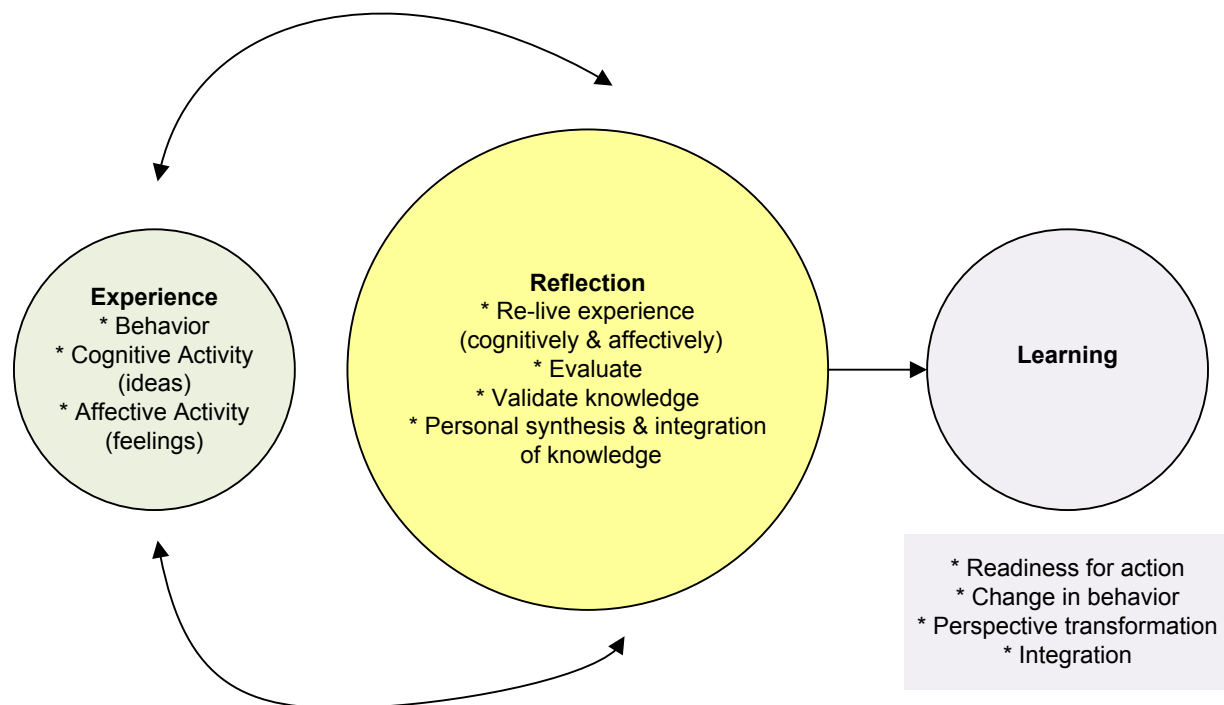 Experience
* Behavior
* Cognitive Activity
(ideas)
* Affective Activity
(feelings)
Reflection
* Re-live experience
(cognitively & affectively)
* Evaluate
* Validate knowledge
* Personal synthesis & integration
of knowledge
Learning
* Readiness for action
* Change in behavior
* Perspective transformation
* Integration